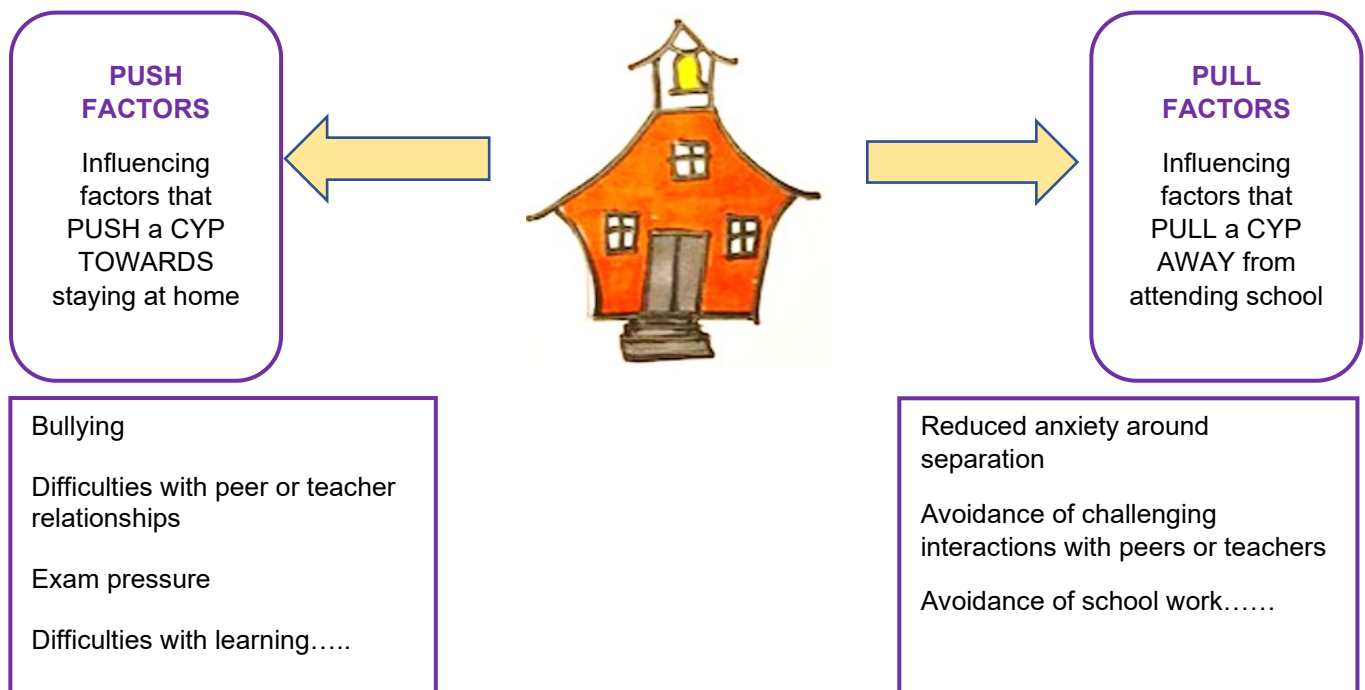 PUSH
FACTORS
Influencing
factors that
PUSH a CYP
TOWARDS
staying at home
PULL
FACTORS
Influencing
factors that
PULL a CYP
AWAY from
attending school
Bullying
Difficulties with peer or teacher
relationships
Exam pressure
Difficulties with learning…..
Reduced anxiety around
separation
Avoidance of challenging
interactions with peers or teachers
Avoidance of school work……